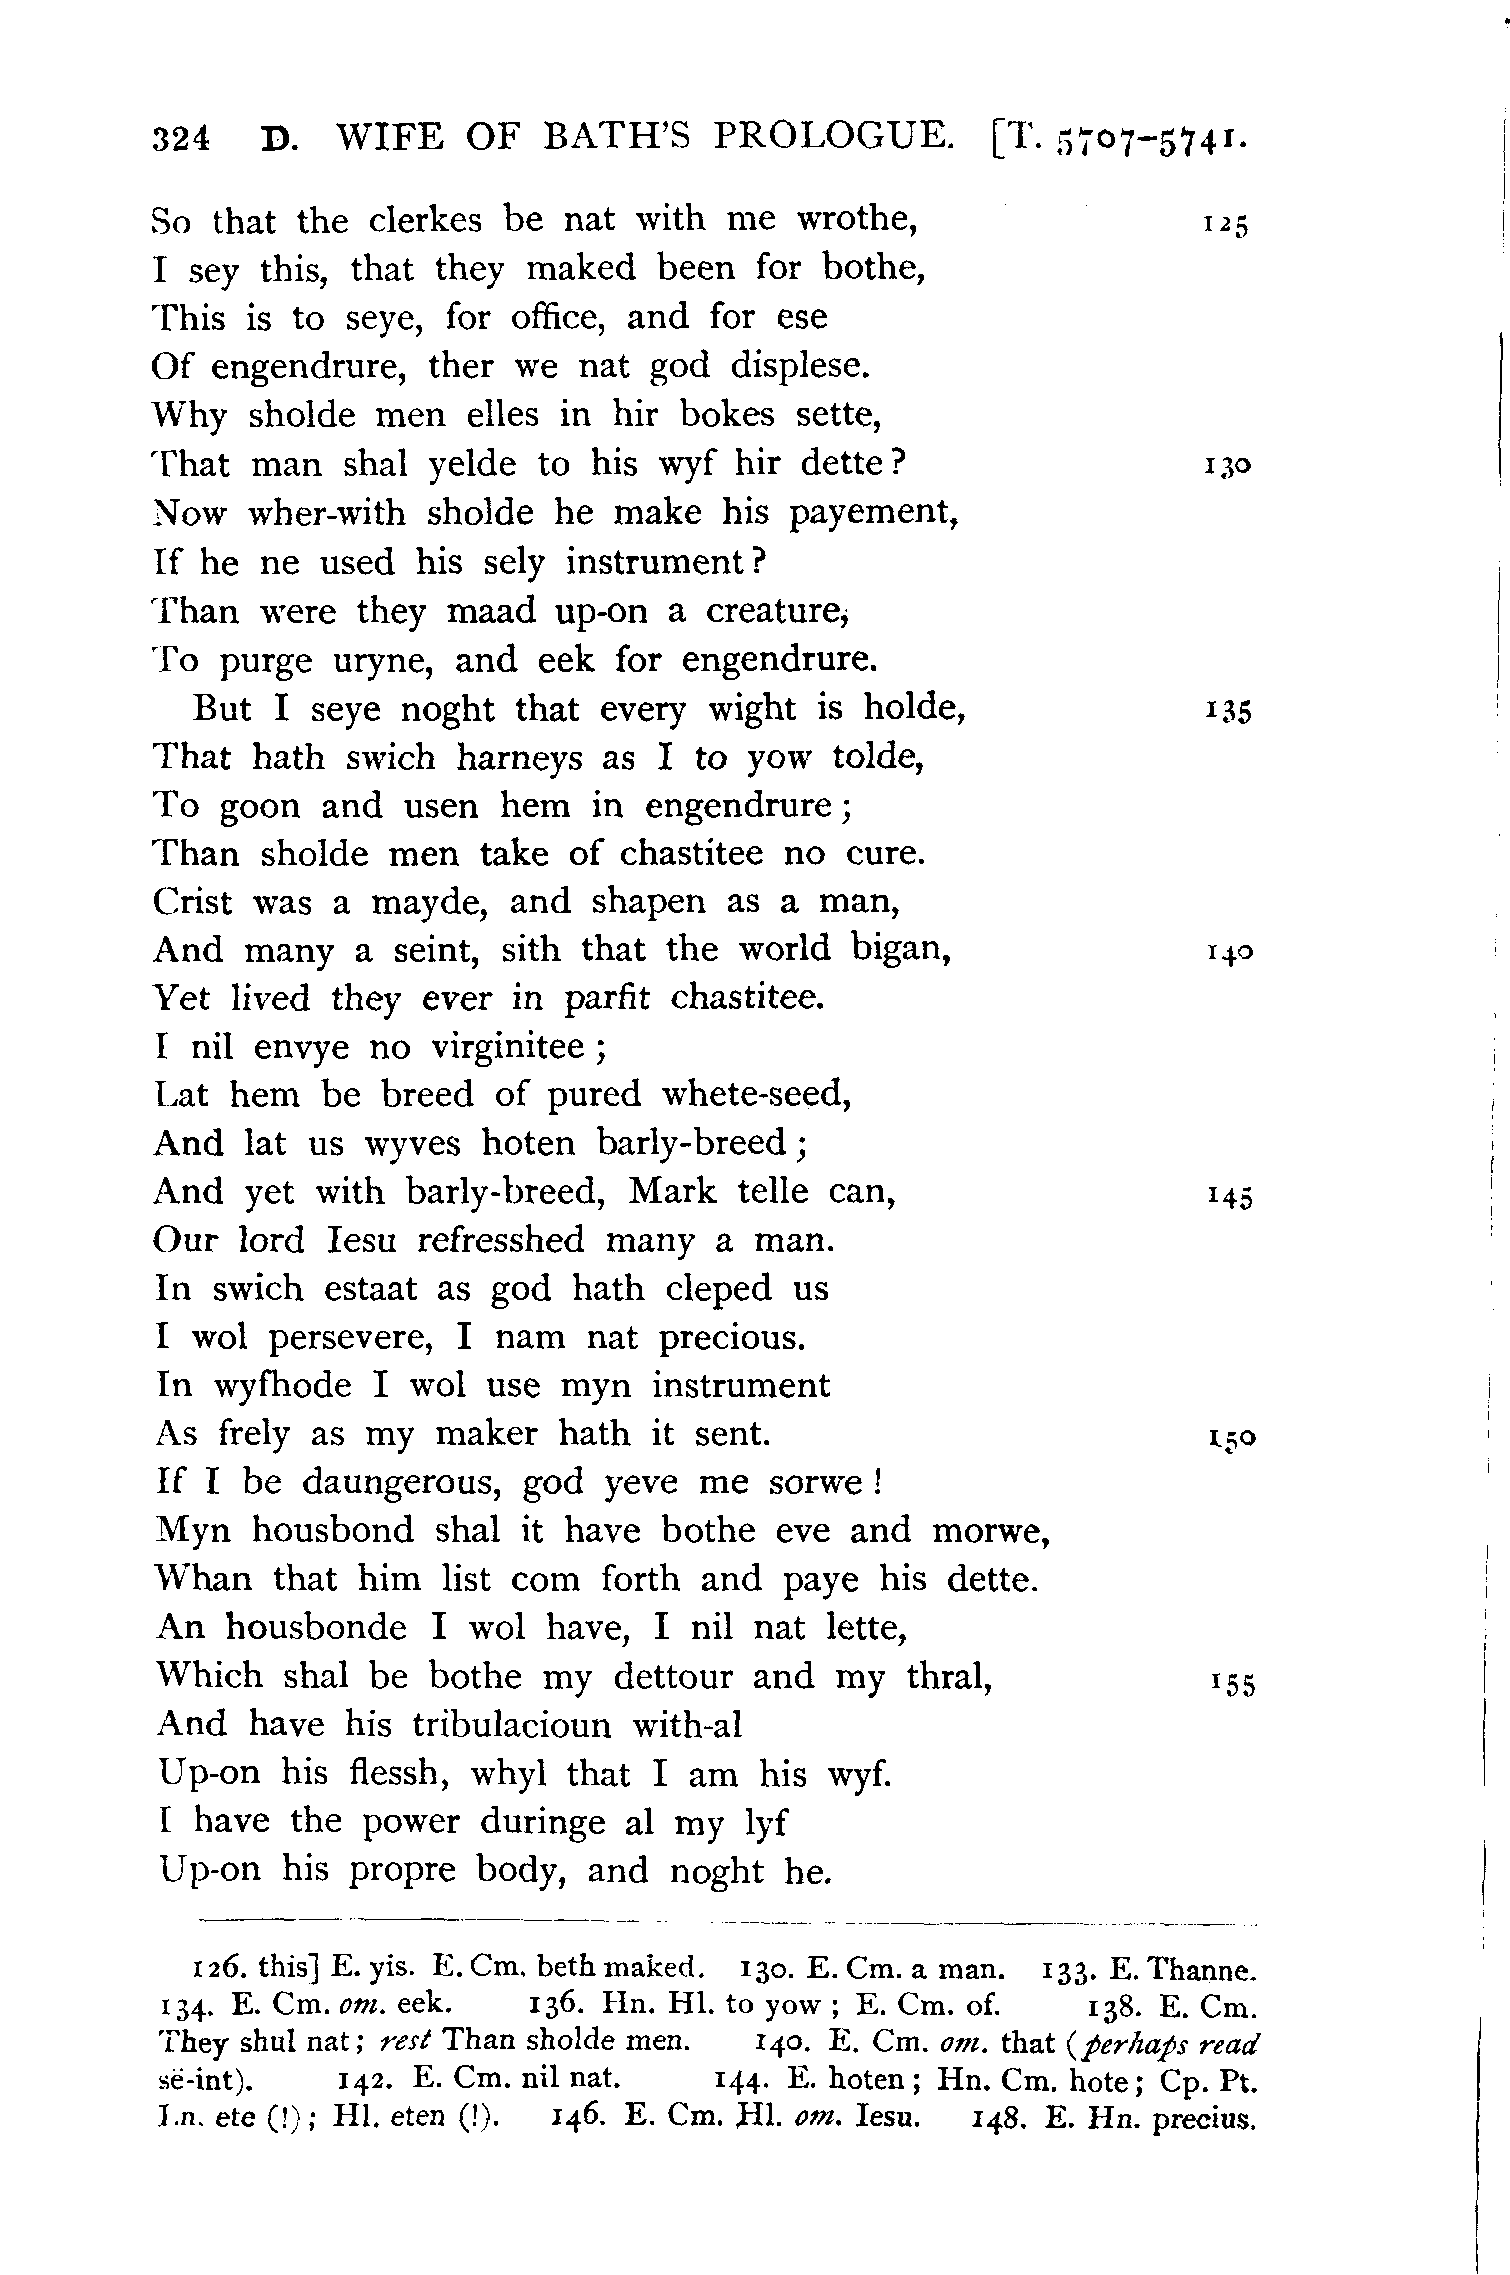 324 D. WIFE OF BATH'S PROLOGUE. [T. 5707–5741.
So that the clerkes be nat with me wrothe, 125
I sey this, that they maked been for bothe,
This is to seye, for office, and for ese
Of engendrure, ther we nat god displese.
Why sholde men elles in hir bokes sette,
That man shal yelde to his wyf hir dette? 130
Now wher-with sholde he make his payement,
If he ne used his sely instrument?
Than were they maad up-on a creature,
To purge uryne, and eek for engendrure.
But I seye noght that every wight is holde, 135
That hath swich harneys as I to yow tolde,
To goon and usen hem in engendrure;
Than sholde men take of chastitee no cure.
Crist was a mayde, and shapen as a man,
And many a seint, sith that the world bigan, 140
Yet lived they ever in parfit chastitee.
I nil envye no virginitee;
Lat hem be breed of pured whete-seed,
And lat us wyves hoten barly-breed;
And yet with barly-breed, Mark telle can, 145
Our lord Iesu refresshed many a man.
In swich estaat as god hath cleped us
I wol persevere, I nam nat precious.
In wyfhode I wol use myn instrument
As frely as my maker hath it sent. 150
If I be daungerous, god yeve me sorwe!
Myn housbond shal it have bothe eve and morwe,
Whan that him list com forth and paye his dette.
An housbonde I wol have, I nil nat lette,
Which shal be bothe my dettour and my thral, 155
And have his tribulacioun with-al
Up-on his flessh, whyl that I am his wyf.
I have the power duringe al my lyf
Up-on his propre body, and noght he.
126. this] E. yis. E. Cm. beth maked. 130. E. Cm. a man. 133. E. Thanne.
134. E. Cm. om. eek. 136. Hn. Hl. to yow; E. Cm. of. 138. E. Cm.
They shul nat; rest Than sholde men. 140. E. Cm. om. that (perhaps read
së-int). 142. E. Cm. nil nat. 144. E. hoten; Hn. Cm. hote; Cp. Pt.
Ln. ete (!); Hl. eten (!). 146. E. Cm. Hl. om. Iesu. 148. E. Hn. precius.